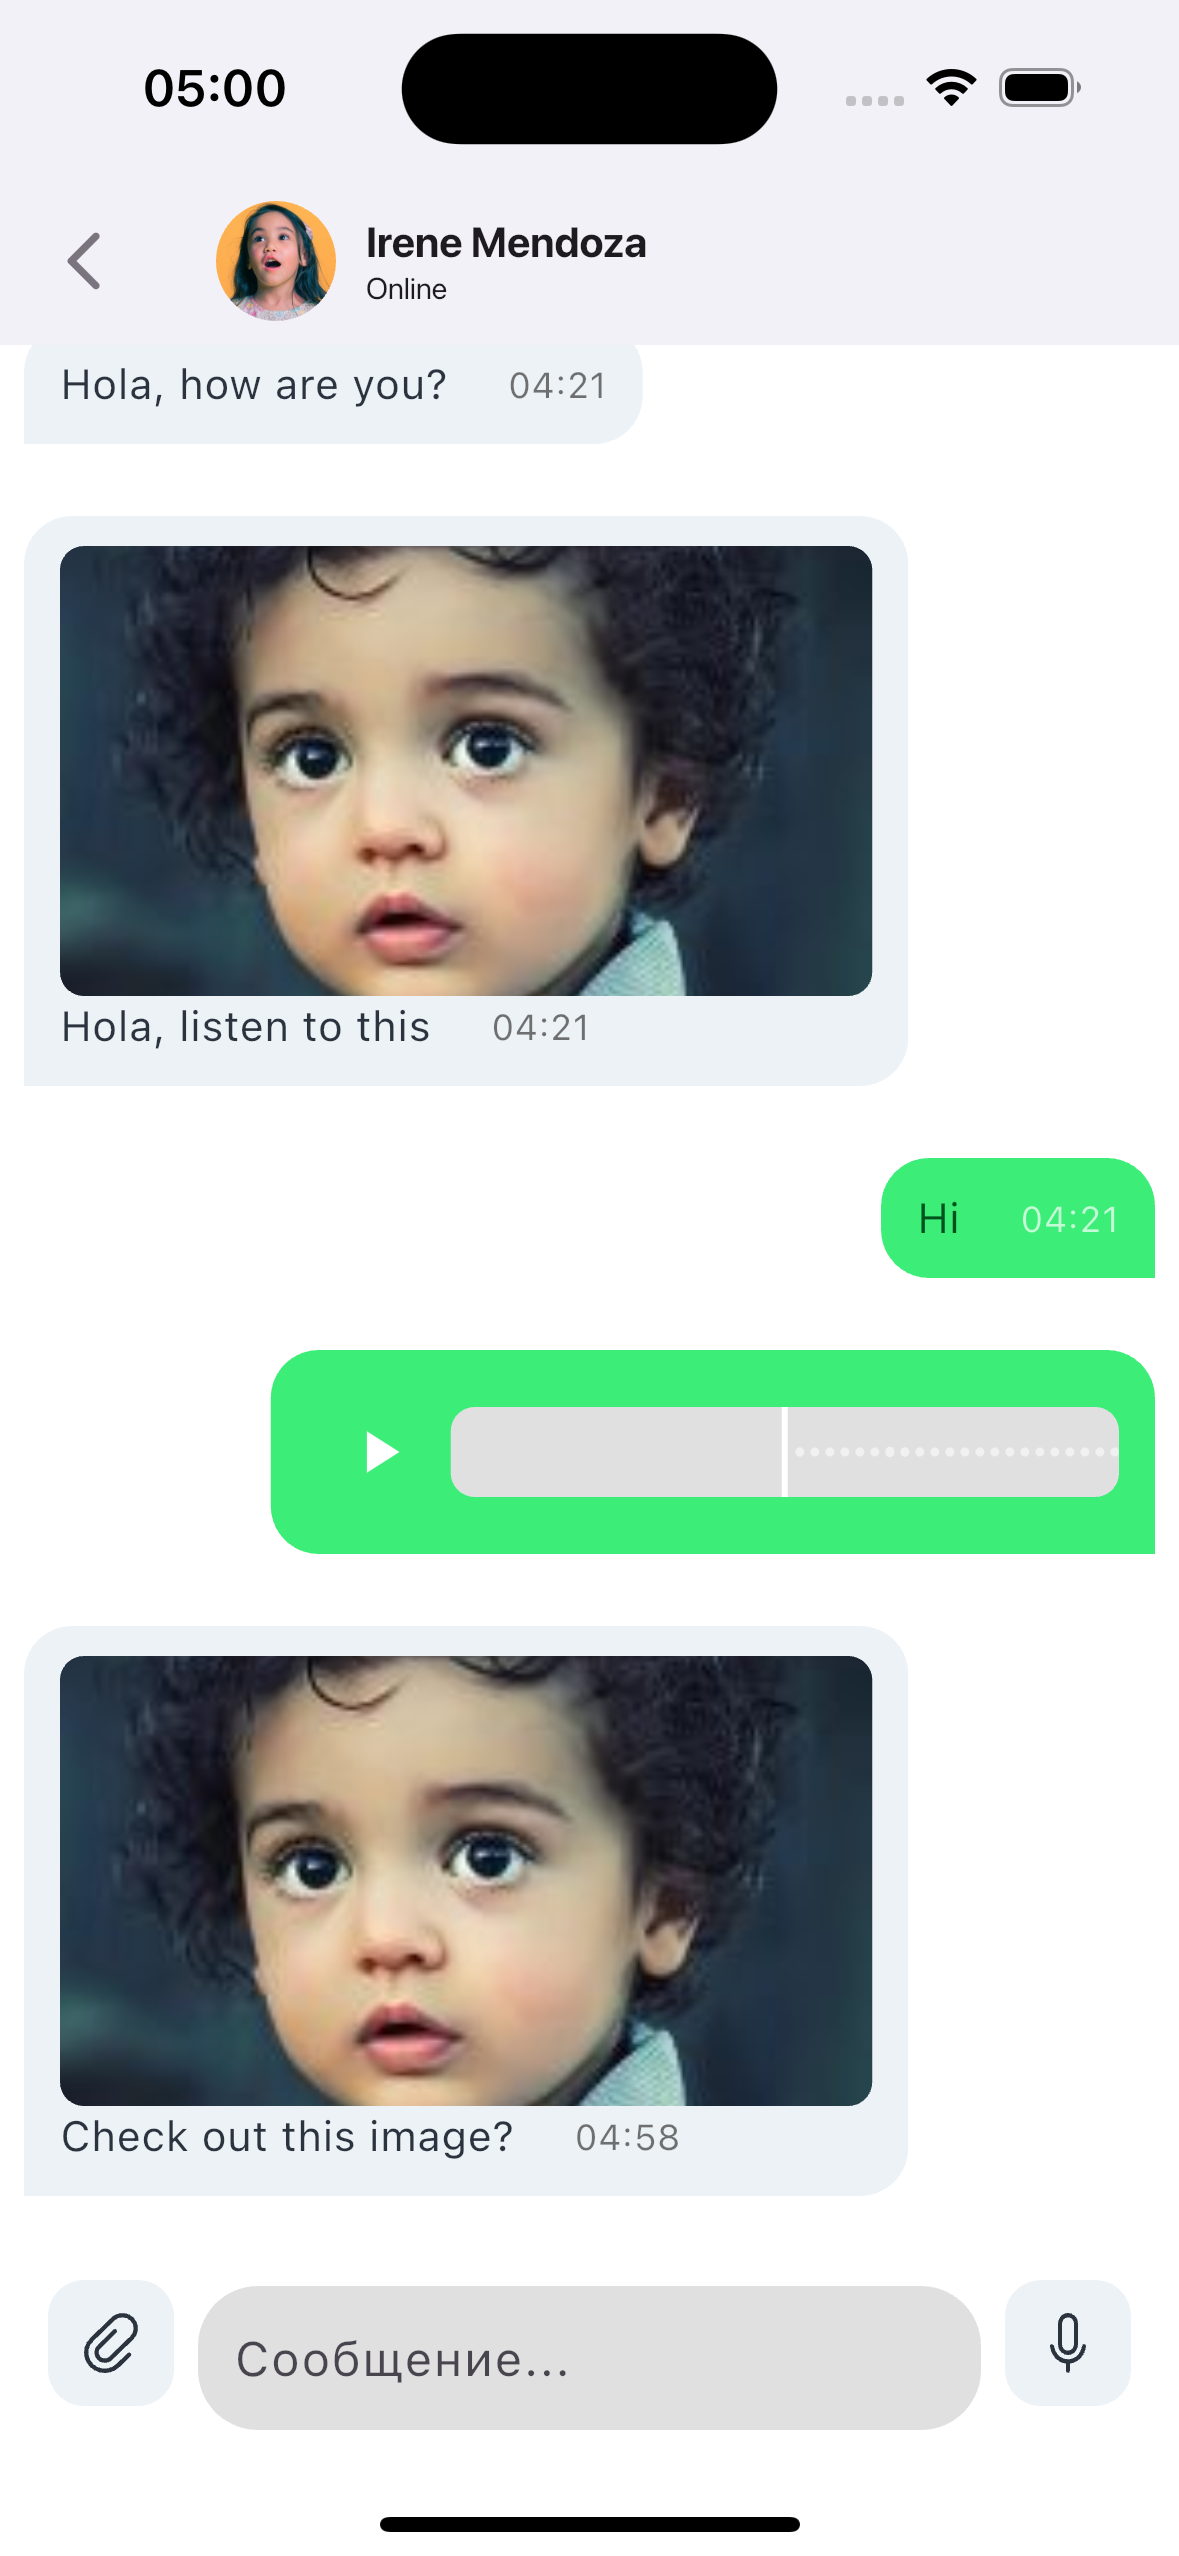 05:00
Irene Mendoza
Online
Hola, how are you? 04:21
Hola, listen to this 04:21
Hi 04:21
Check out this image? 04:58
Сообщение...